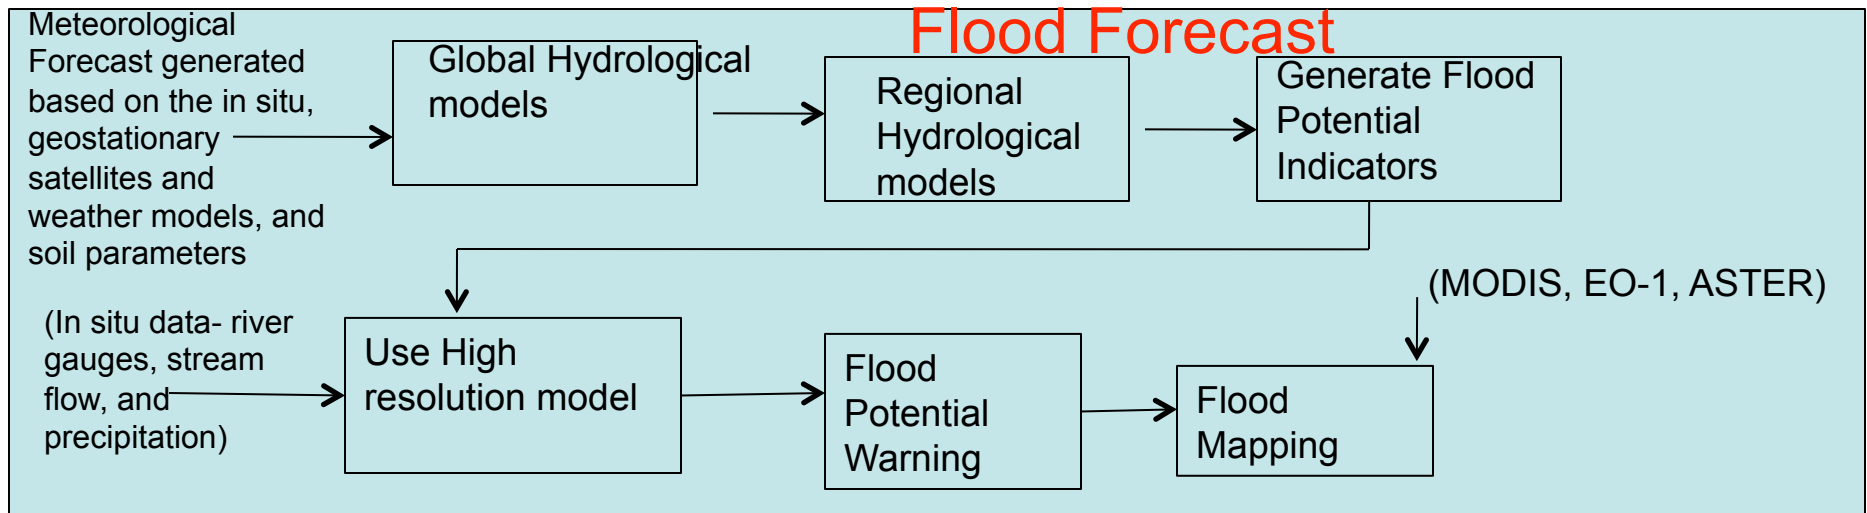 Flood Forecast
Meteorological
Forecast generated
based on the in situ,
geostationary
satellites and
weather models, and
soil parameters
Global Hydrological
models
Regional
Hydrological
models
Generate Flood
Potential
Indicators
(In situ data- river
gauges, stream
flow, and
precipitation)
Use High
resolution model
Flood
Potential
Warning
(MODIS, EO-1, ASTER)
Flood
Mapping